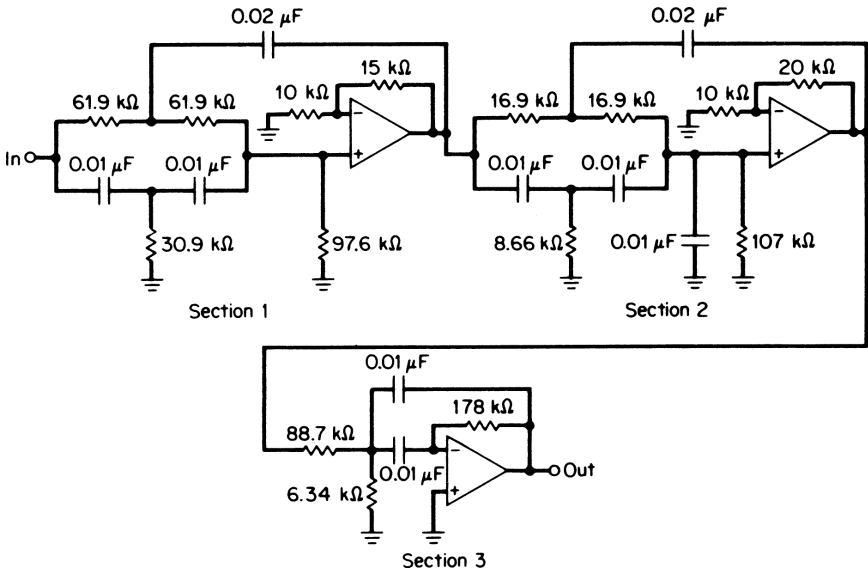 0.02 μF
0.02 μF
15 kΩ
20 kΩ
10 kΩ
10 kΩ
61.9 kΩ
61.9 kΩ
16.9 kΩ
16.9 kΩ
−
−
In
0.01 μF
0.01 μF
+
0.01 μF
0.01 μF
+
30.9 kΩ
97.6 kΩ
8.66 kΩ
0.01 μF
107 kΩ
Section 1
Section 2
0.01 μF
178 kΩ
88.7 kΩ
−
0.01 μF
Out
6.34 kΩ
+
Section 3